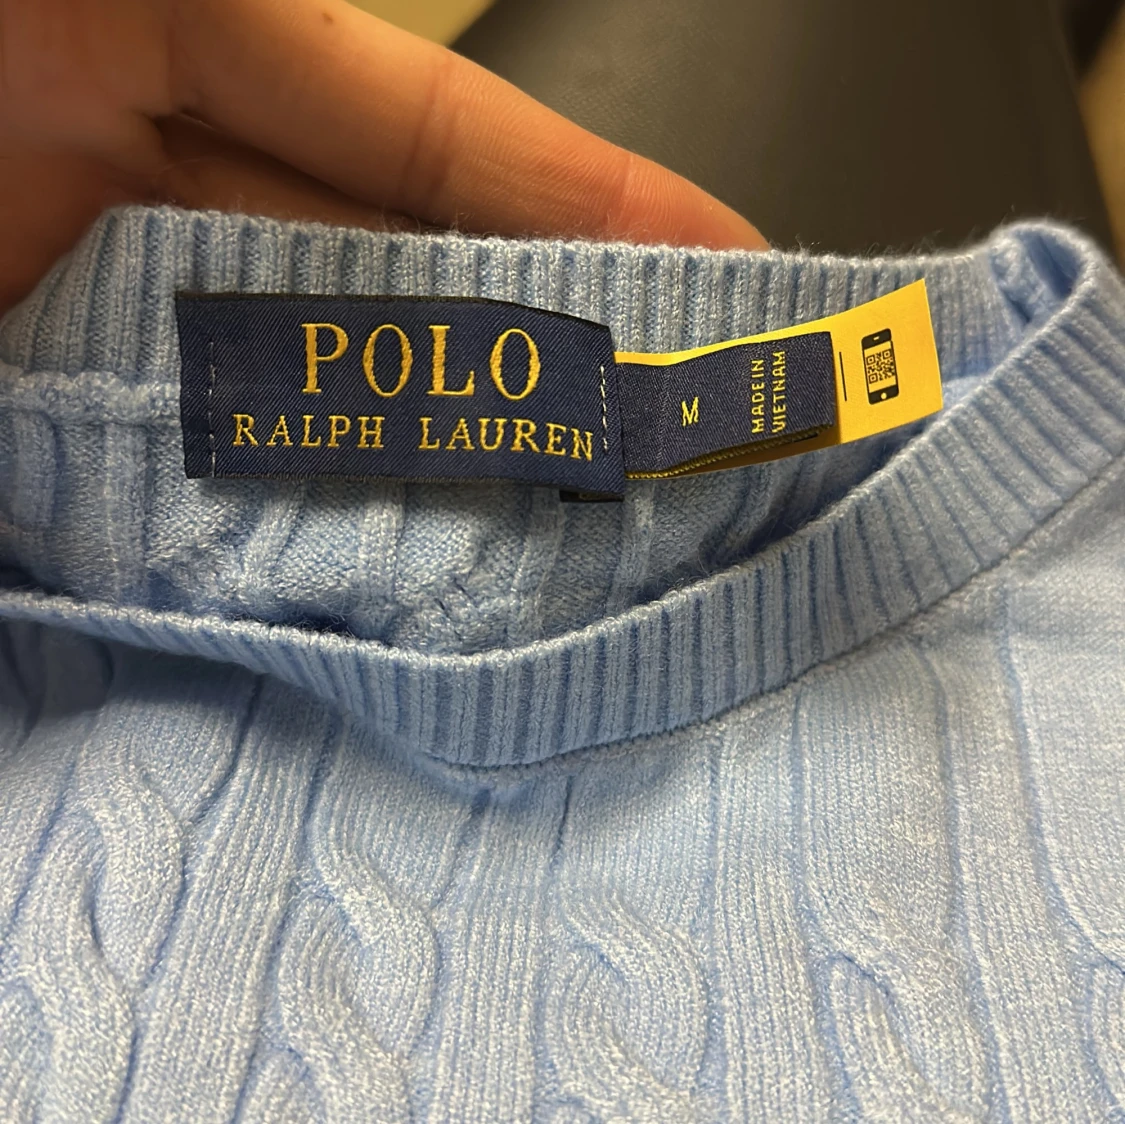 POLO
RALPH LAUREN
M
MADE IN
VIETNAM